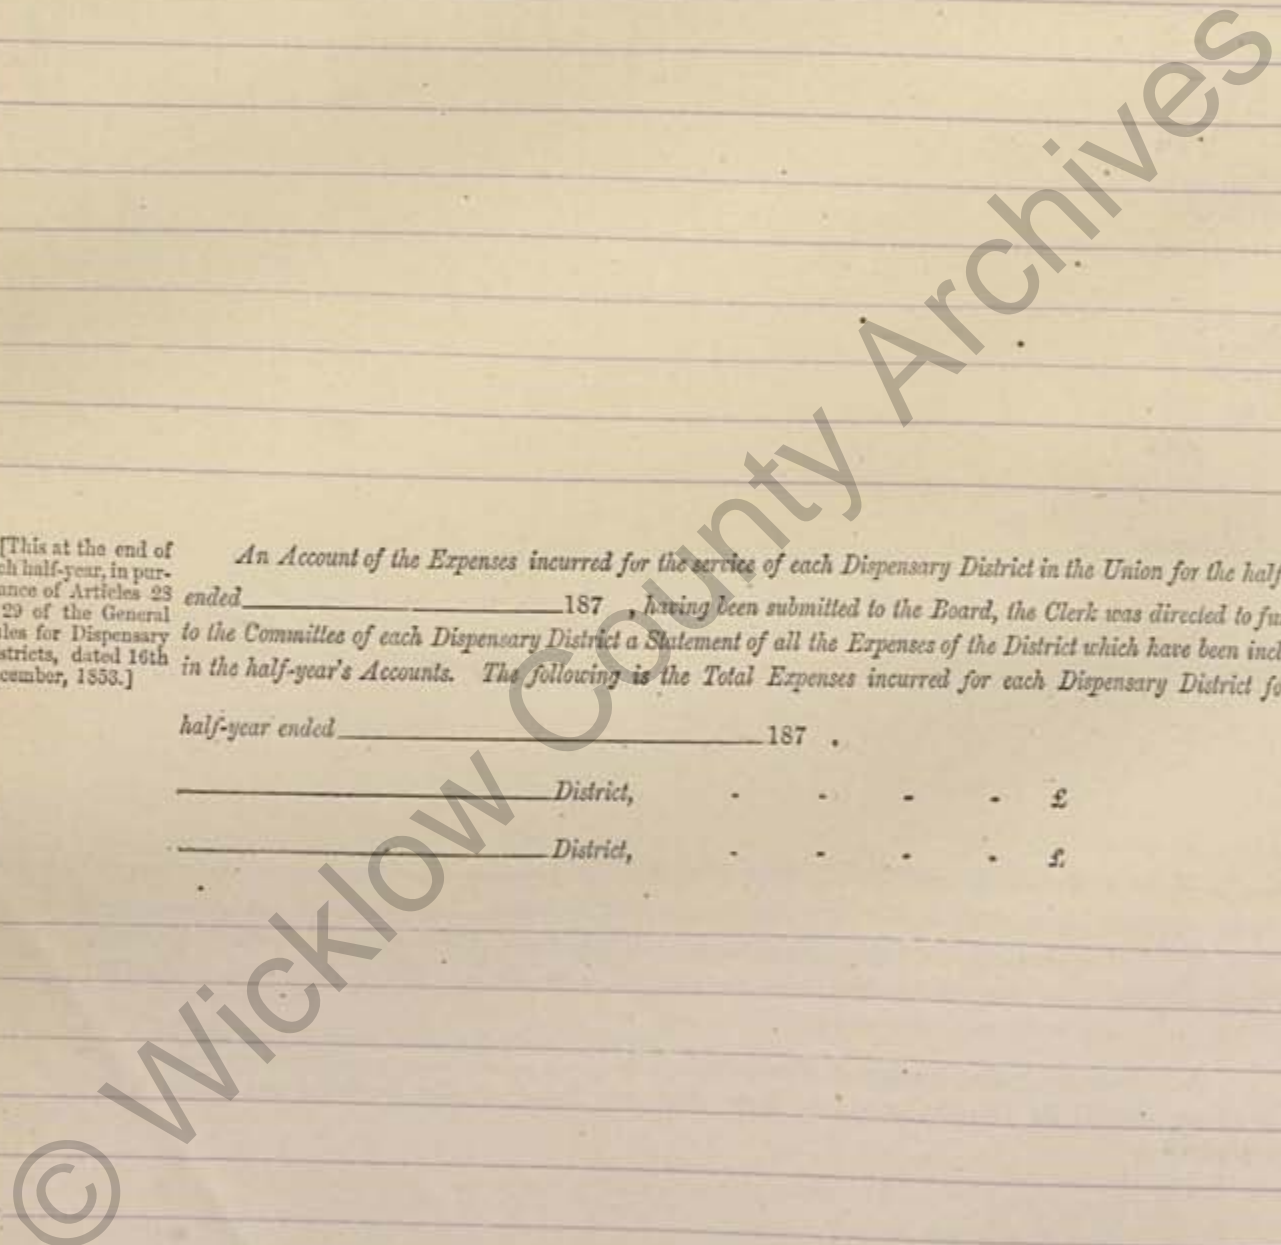 [This at the end of
ch half-year, in pur-
ance of Articles 28
29 of the General
les for Dispensary
stricts, dated 16th
cember, 1853.]
An Account of the Expenses incurred for the service of each Dispensary District in the Union for the half
ended 187 , having been submitted to the Board, the Clerk was directed to fu
to the Committee of each Dispensary District a Statement of all the Expenses of the District which have been incl
in the half-year's Accounts. The following is the Total Expenses incurred for each Dispensary District fo
half-year ended 187 .
District, - - - - £
District, - - - - £
© Wicklow County Archives